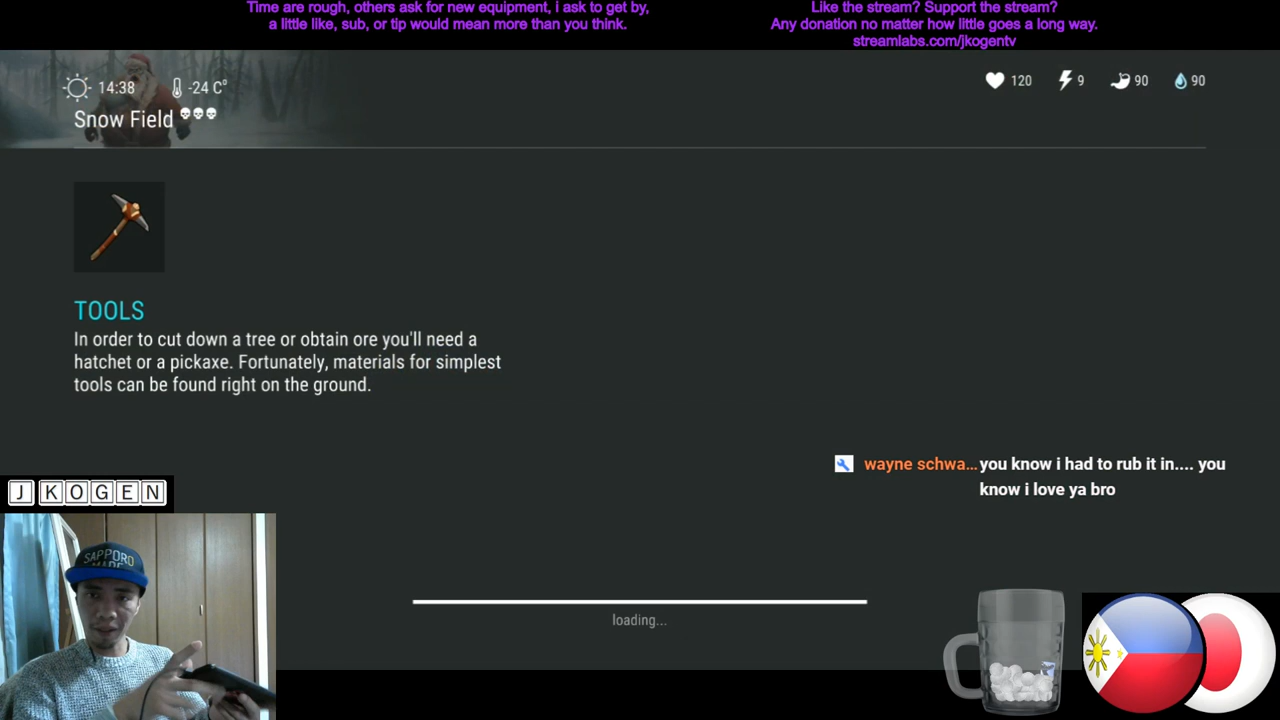 Time are rough, others ask for new equipment, i ask to get by,
a little like, sub, or tip would mean more than you think.
Like the stream? Support the stream?
Any donation no matter how little goes a long way.
streamlabs.com/jkogentv
14:38 -24 C°
Snow Field
120 9 90 90
TOOLS
In order to cut down a tree or obtain ore you'll need a
hatchet or a pickaxe. Fortunately, materials for simplest
tools can be found right on the ground.
wayne schwa... you know i had to rub it in.... you
know i love ya bro
J KOGEN
SAPPORO
MADE
loading...